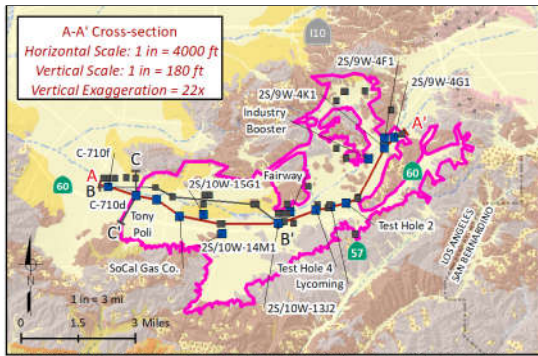 A-A' Cross-section
Horizontal Scale: 1 in = 4000 ft
Vertical Scale: 1 in = 180 ft
Vertical Exaggeration = 22x
I10
2S/9W-4F1
2S/9W-4K1
2S/9W-4G1
Industry
Booster
A'
C-710f
C
A
60
B
2S/10W-15G1
Fairway
60
C-710d
Tony
Poli
C'
B'
Test Hole 2
2S/10W-14M1
57
SoCal Gas Co.
Test Hole 4
Lycoming
LOS ANGELES
SAN BERNARDINO
2S/10W-13J2
1 in = 3 mi
0 1.5 3 Miles